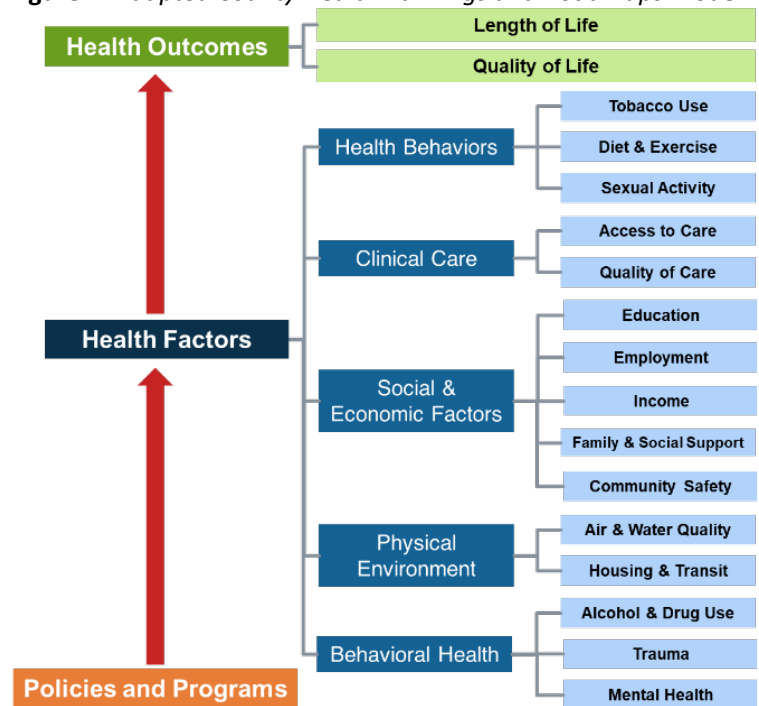 Health Outcomes
Length of Life
Quality of Life
Health Behaviors
Tobacco Use
Diet & Exercise
Sexual Activity
Clinical Care
Access to Care
Quality of Care
Health Factors
Social &
Economic Factors
Education
Employment
Income
Family & Social Support
Community Safety
Physical
Environment
Air & Water Quality
Housing & Transit
Behavioral Health
Alcohol & Drug Use
Trauma
Mental Health
Policies and Programs